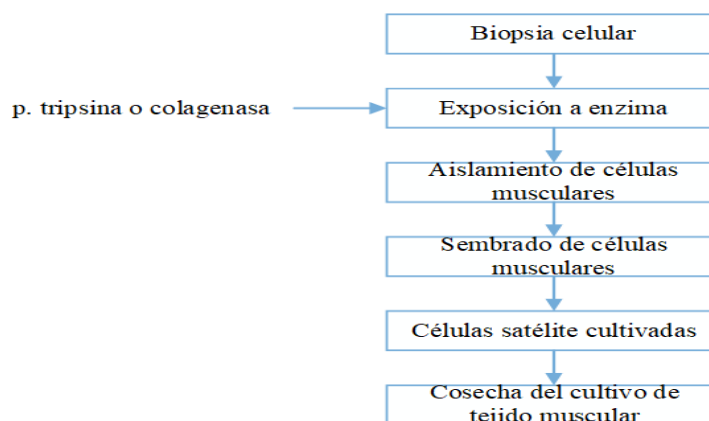 Biopsia celular
p. tripsina o colagenasa
Exposición a enzima
Aislamiento de células
musculares
Sembrado de células
musculares
Células satélite cultivadas
Cosecha del cultivo de
tejido muscular